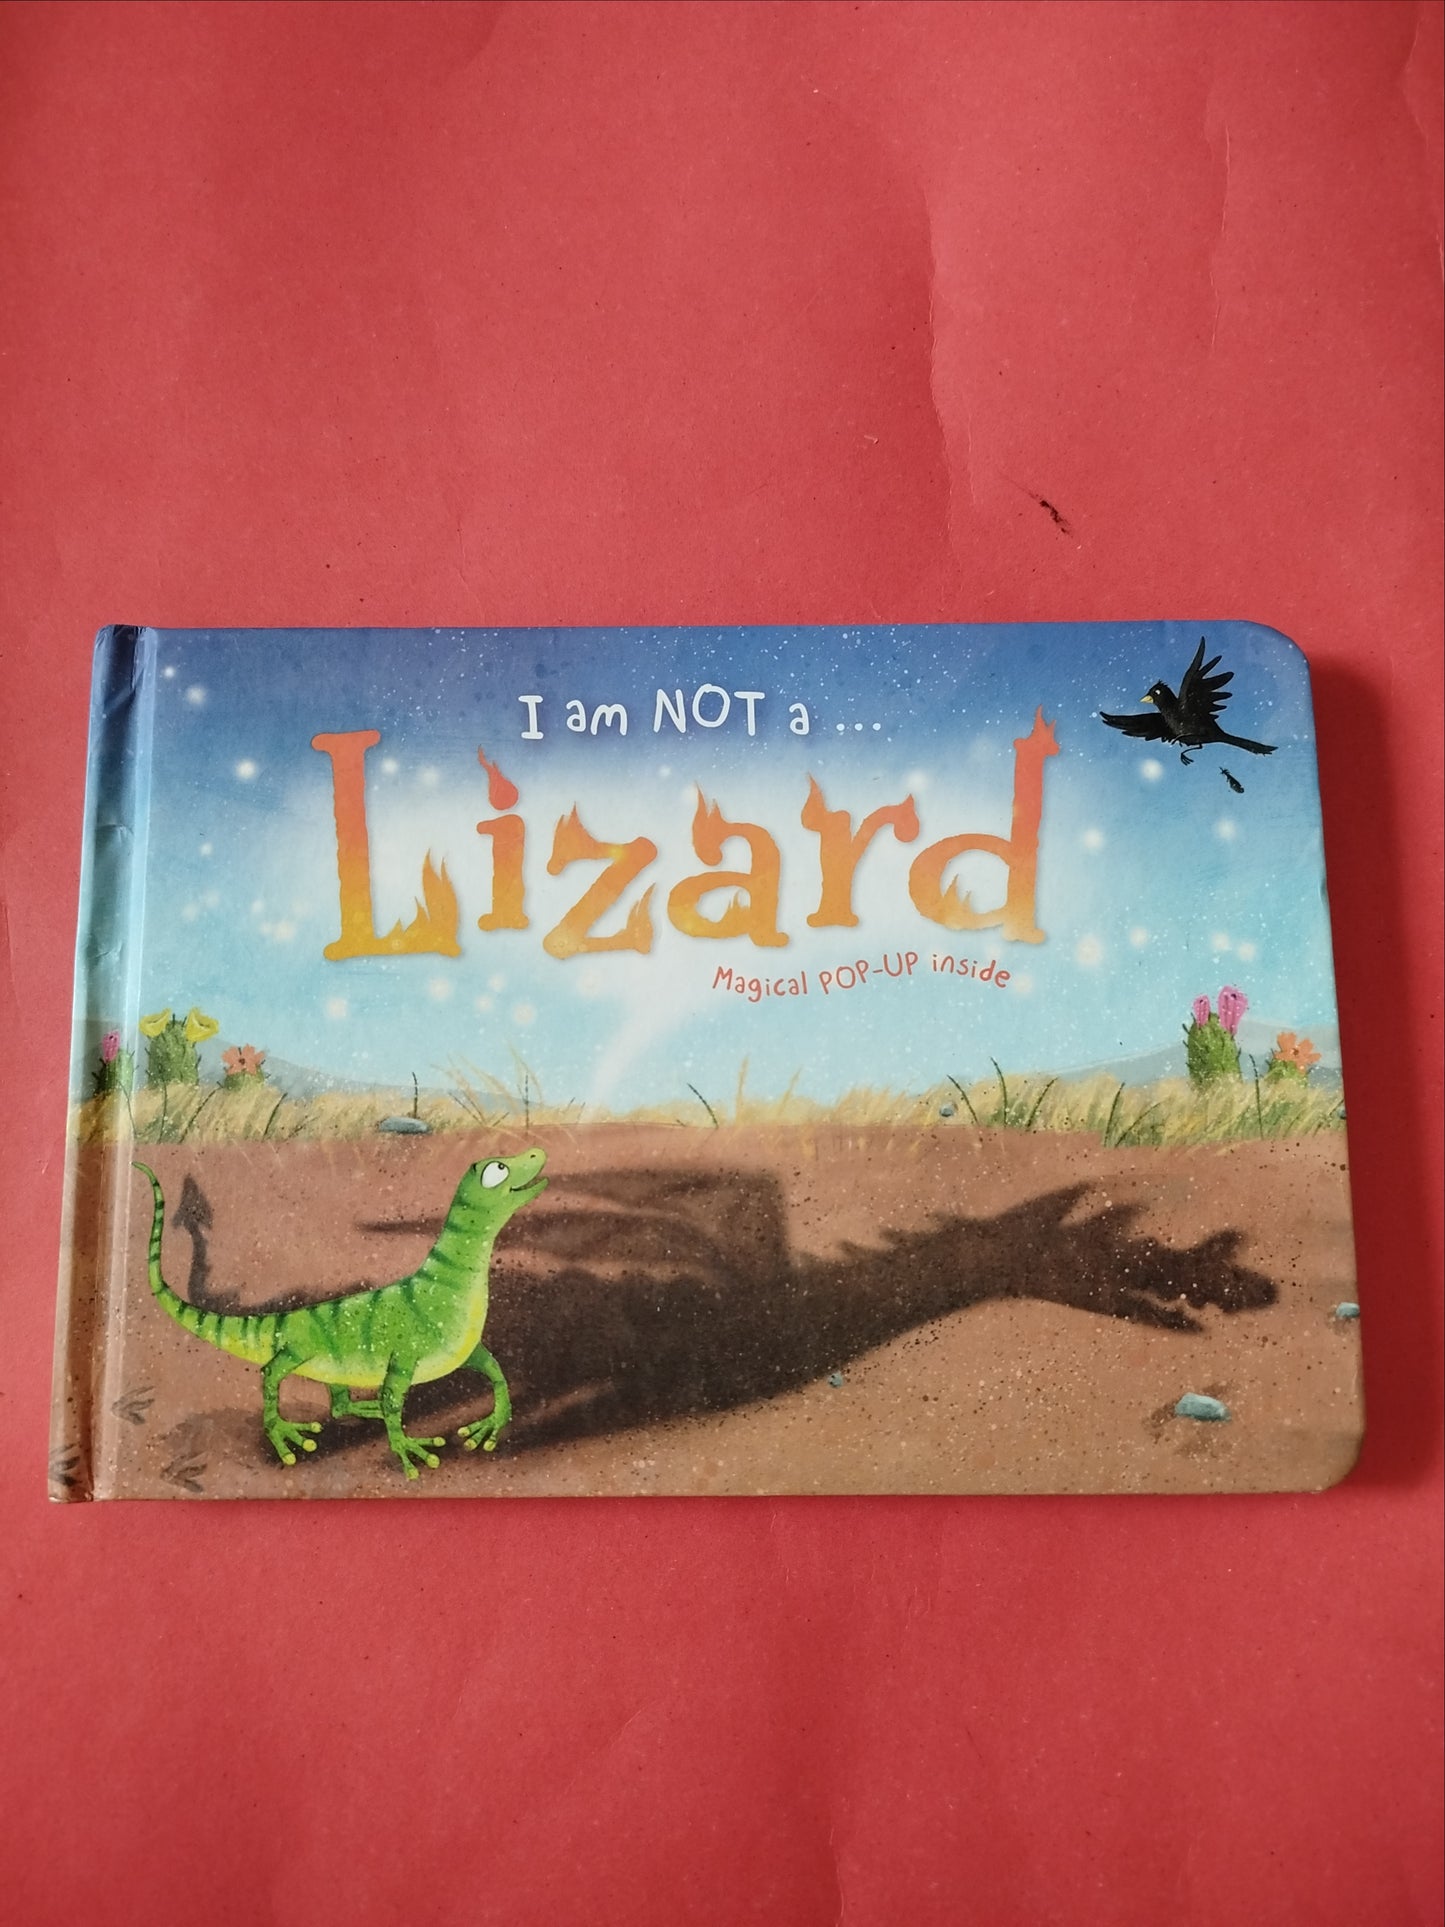 I am NOT a ...
Lizard
Magical POP-UP inside